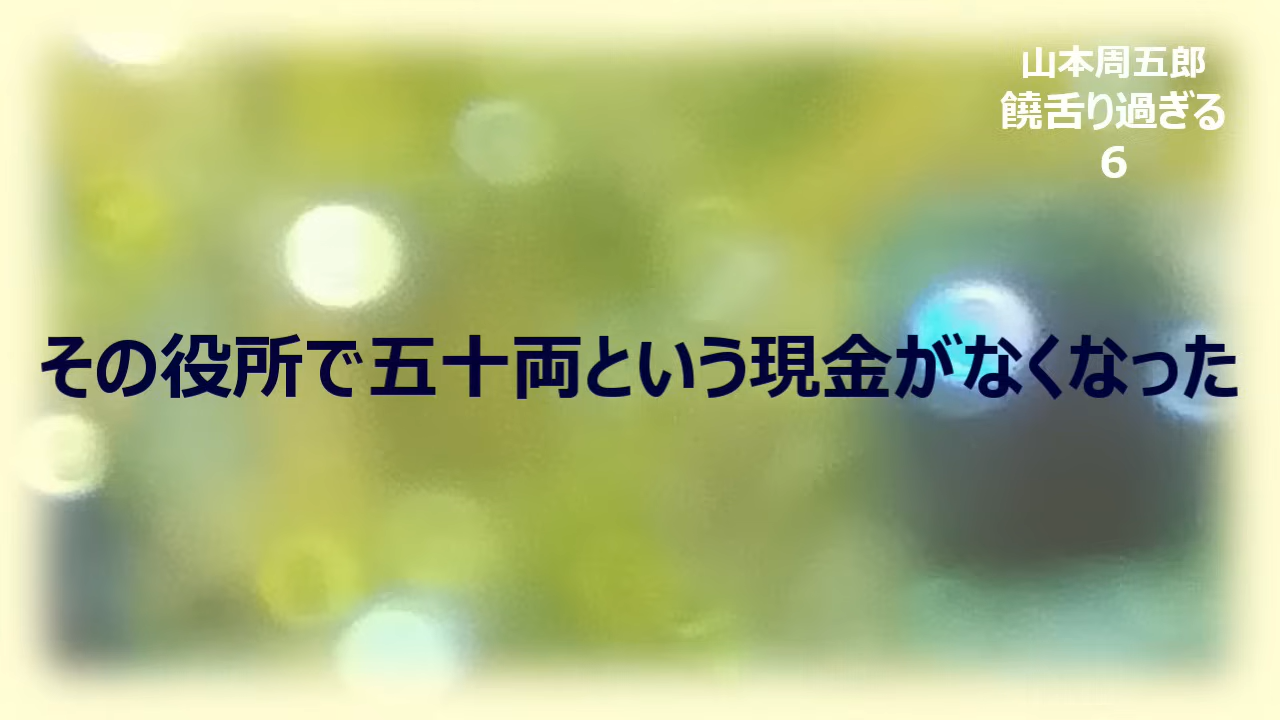 山本周五郎
饒舌り過ぎる
6
その役所で五十両という現金がなくなった